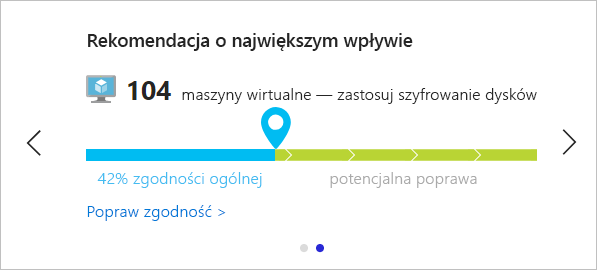 Rekomendacja o największym wpływie
104 maszyny wirtualne — zastosuj szyfrowanie dysków
42% zgodności ogólnej potencjalna poprawa
Popraw zgodność >